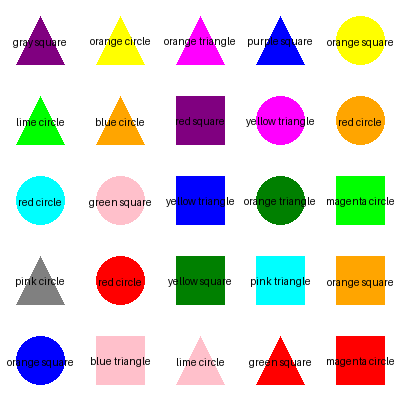 gray square orange circle orange triangle purple square orange square
lime circle blue circle red square yellow triangle red circle
red circle green square yellow triangle orange triangle magenta circle
pink circle red circle yellow square pink triangle orange square
orange square blue triangle lime circle green square magenta circle